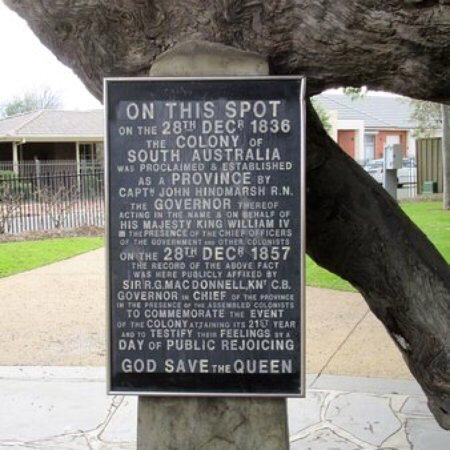 ON THIS SPOT
ON THE 28TH DECR 1836
THE COLONY OF
SOUTH AUSTRALIA
WAS PROCLAIMED & ESTABLISHED
AS A PROVINCE BY
CAPTN JOHN HINDMARSH R.N.
THE GOVERNOR THEREOF
ACTING IN THE NAME & ON BEHALF OF
HIS MAJESTY KING WILLIAM IV
IN THE PRESENCE OF THE CHIEF OFFICERS
OF THE GOVERNMENT AND OTHER COLONISTS
ON THE 28TH DECR 1857
THE RECORD OF THE ABOVE FACT
WAS HERE PUBLICLY AFFIXED BY
SIR R.G. MACDONNELL, KNT C.B.
GOVERNOR IN CHIEF OF THE PROVINCE
IN THE PRESENCE OF THE ASSEMBLED COLONISTS
TO COMMEMORATE THE EVENT
OF THE COLONY ATTAINING ITS 21ST YEAR
AND TO TESTIFY THEIR FEELINGS BY A
DAY OF PUBLIC REJOICING
GOD SAVE THE QUEEN